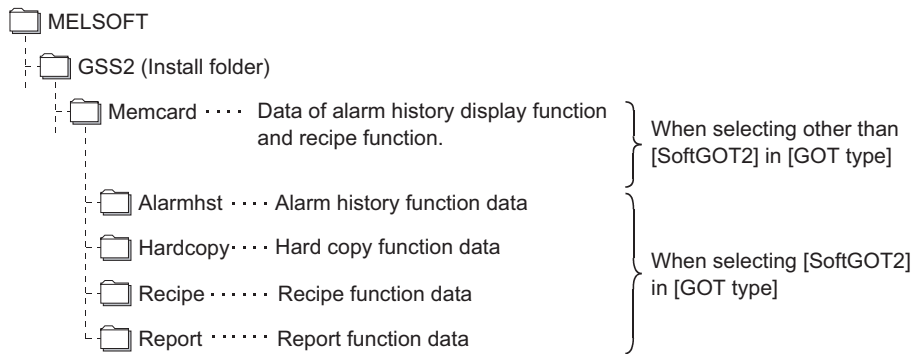 MELSOFT
GSS2 (Install folder)
Memcard ···· Data of alarm history display function
and recipe function.
When selecting other than
[SoftGOT2] in [GOT type]
Alarmhst ···· Alarm history function data
Hardcopy···· Hard copy function data
Recipe ······ Recipe function data
Report ······ Report function data
When selecting [SoftGOT2]
in [GOT type]